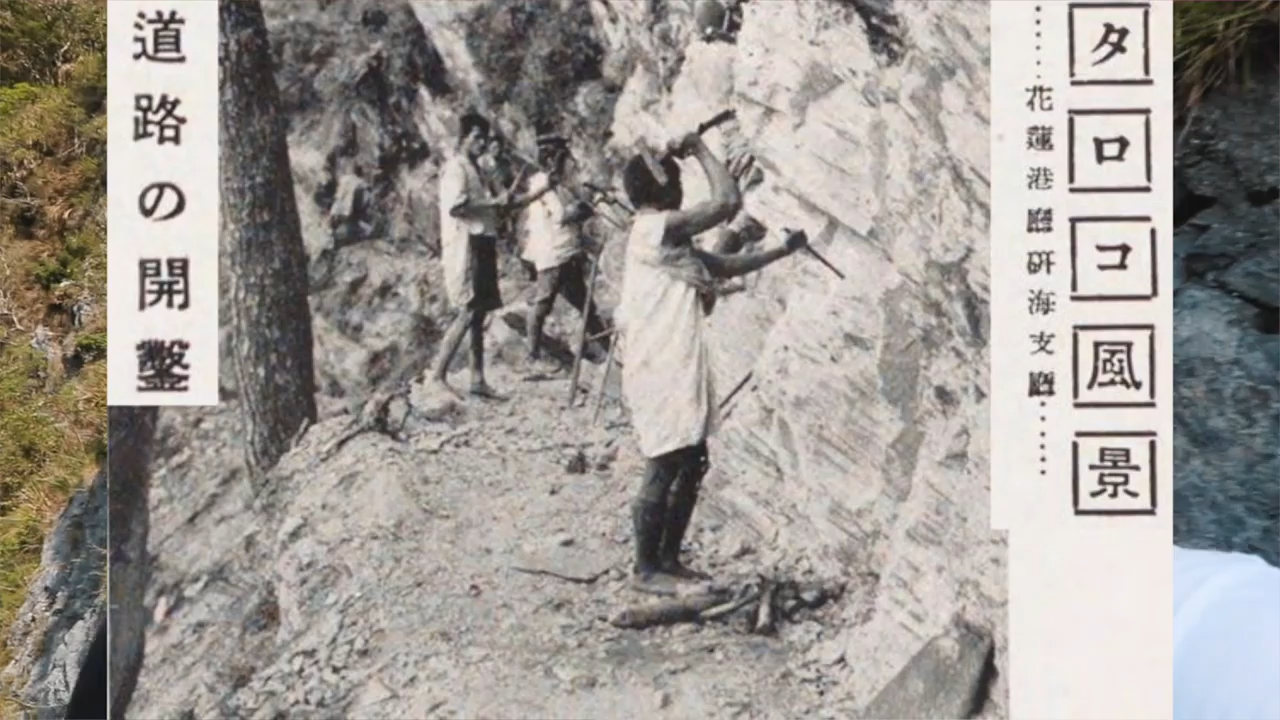 タロコ風景
花蓮港廳研海支廳
道路の開鑿